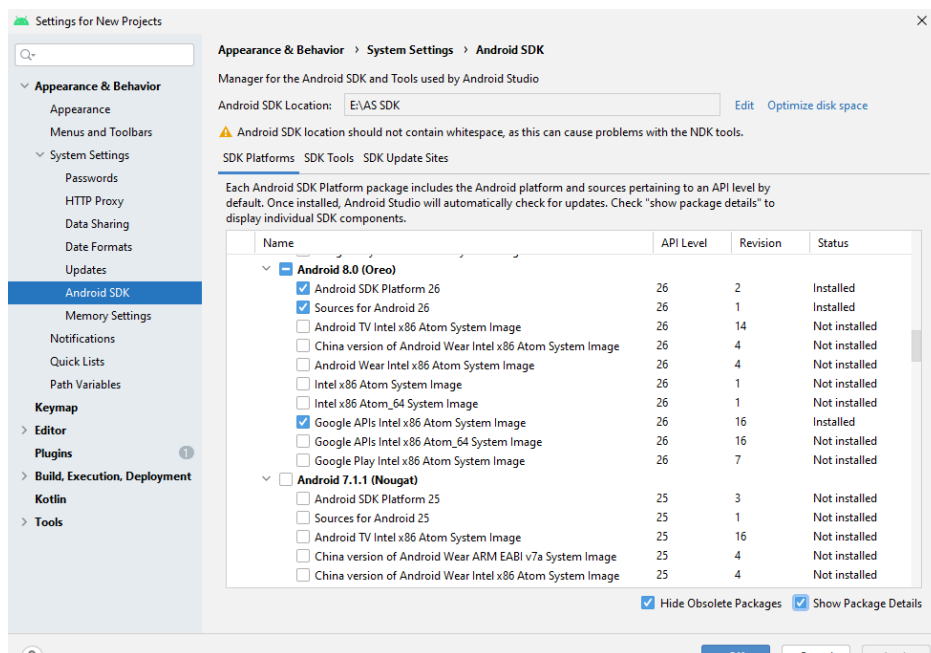 Settings for New Projects
Appearance & Behavior
Appearance
Menus and Toolbars
System Settings
Passwords
HTTP Proxy
Data Sharing
Date Formats
Updates
Android SDK
Memory Settings
Notifications
Quick Lists
Path Variables
Keymap
Editor
Plugins 1
Build, Execution, Deployment
Kotlin
Tools
Appearance & Behavior > System Settings > Android SDK
Manager for the Android SDK and Tools used by Android Studio
Android SDK Location: E:\AS SDK Edit Optimize disk space
Android SDK location should not contain whitespace, as this can cause problems with the NDK tools.
SDK Platforms SDK Tools SDK Update Sites
Each Android SDK Platform package includes the Android platform and sources pertaining to an API level by
default. Once installed, Android Studio will automatically check for updates. Check "show package details" to
display individual SDK components.
Name API Level Revision Status
Android 8.0 (Oreo)
Android SDK Platform 26 26 2 Installed
Sources for Android 26 26 1 Installed
Android TV Intel x86 Atom System Image 26 14 Not installed
China version of Android Wear Intel x86 Atom System Image 26 4 Not installed
Android Wear Intel x86 Atom System Image 26 4 Not installed
Intel x86 Atom System Image 26 1 Not installed
Intel x86 Atom_64 System Image 26 1 Not installed
Google APIs Intel x86 Atom System Image 26 16 Installed
Google APIs Intel x86 Atom_64 System Image 26 16 Not installed
Google Play Intel x86 Atom System Image 26 7 Not installed
Android 7.1.1 (Nougat)
Android SDK Platform 25 25 3 Not installed
Sources for Android 25 25 1 Not installed
Android TV Intel x86 Atom System Image 25 16 Not installed
China version of Android Wear ARM EABI v7a System Image 25 4 Not installed
China version of Android Wear Intel x86 Atom System Image 25 4 Not installed
Hide Obsolete Packages Show Package Details